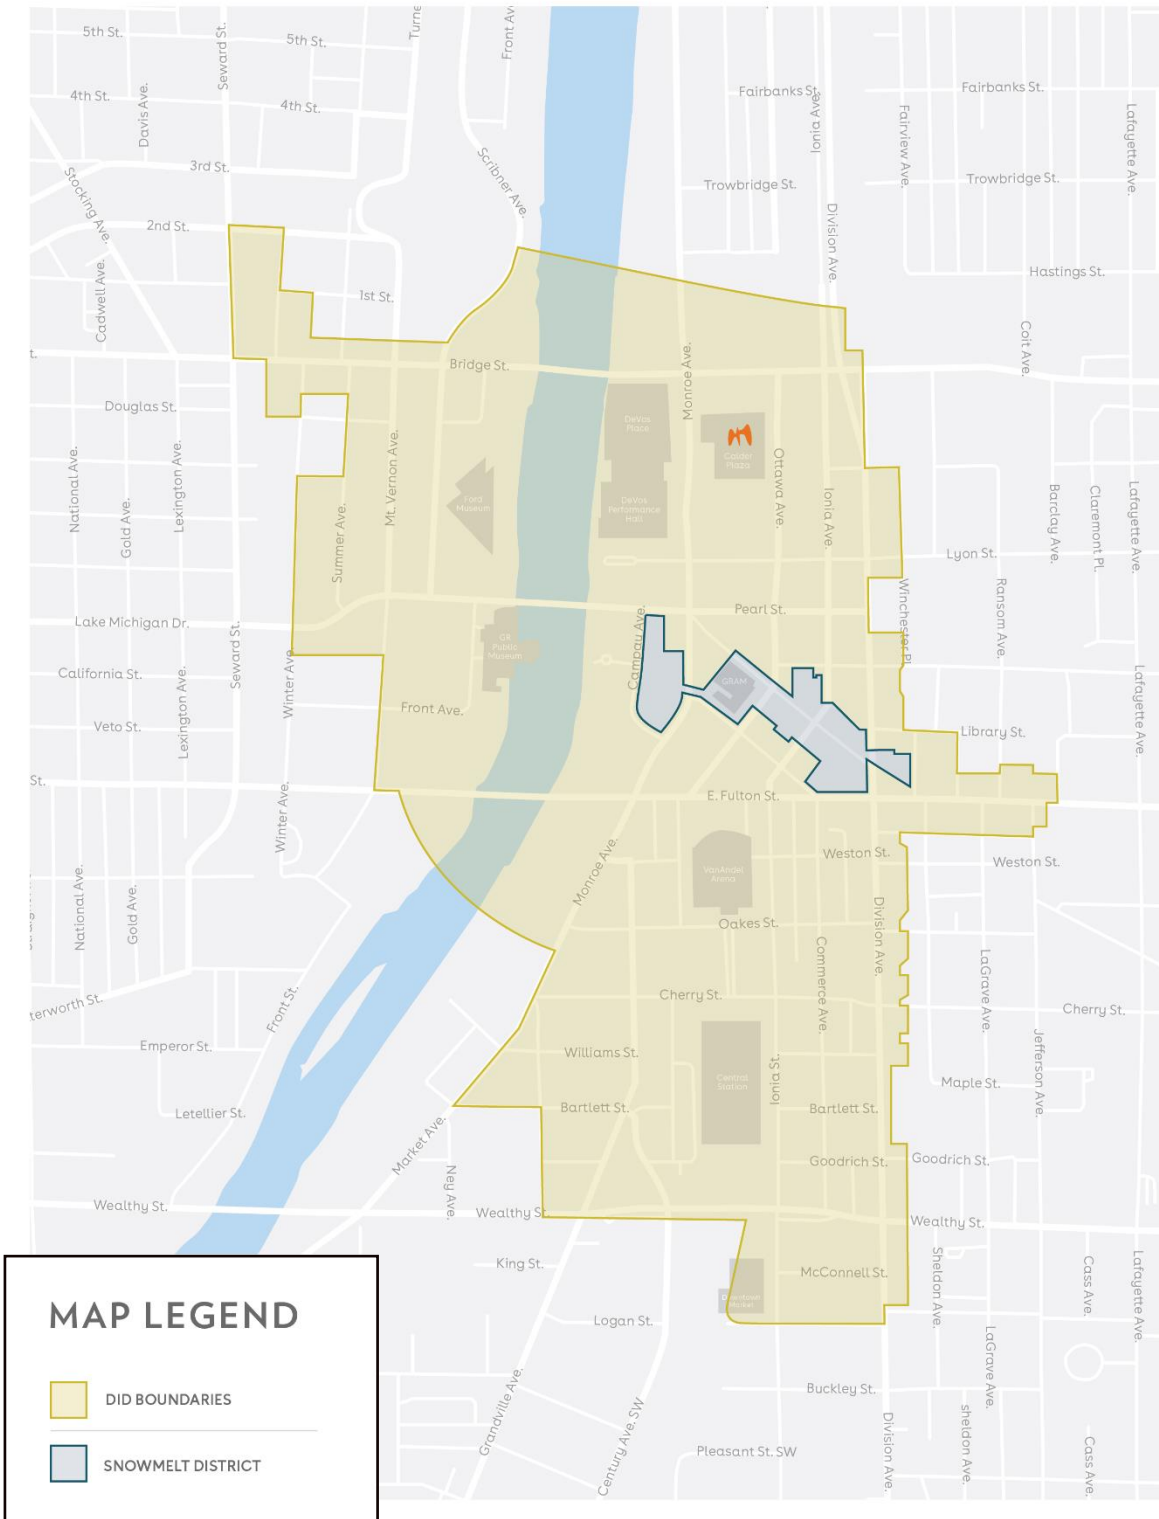 5th St.
Seward St.
5th St.
Turne
Front Av
4th St.
Davis Ave.
4th St.
Fairbanks St.
Ionia Ave.
Fairview Ave.
Fairbanks St.
Lafayette Ave.
3rd St.
Scribner Ave.
Stocking Ave.
Trowbridge St.
Trowbridge St.
2nd St.
Division Ave.
Cadwell Ave.
1st St.
Hastings St.
t.
Bridge St.
Monroe Ave.
Coit Ave.
Douglas St.
DeVos
Place
Calder
Plaza
National Ave.
Gold Ave.
Lexington Ave.
Mt. Vernon Ave.
Ford
Museum
DeVos
Performance
Hall
Ottawa Ave.
Ionia Ave.
Barclay Ave.
Claremont Pl.
Lafayette Ave.
Summer Ave.
Lyon St.
Lake Michigan Dr.
Seward St.
Pearl St.
Winchester Pl.
Ransom Ave.
GR
Public
Museum
Campau Ave.
California St.
Lexington Ave.
Winter Ave.
GRAM
Lafayette Ave.
Veto St.
Front Ave.
Library St.
St.
E. Fulton St.
Winter Ave.
Monroe Ave.
VanAndel
Arena
Weston St.
Weston St.
National Ave.
Gold Ave.
Oakes St.
Division Ave.
Commerce Ave.
LaGrave Ave.
terworth St.
Front St.
Cherry St.
Cherry St.
Emperor St.
Williams St.
Central
Station
Ionia St.
Jefferson Ave.
Maple St.
Letellier St.
Market Ave.
Bartlett St.
Bartlett St.
Ney Ave.
Goodrich St.
Goodrich St.
Wealthy St.
Wealthy St.
Wealthy St.
King St.
Downtown
Market
McConnell St.
Sheldon Ave.
Cass Ave.
Lafayette Ave.
Logan St.
LaGrave Ave.
Grandville Ave.
Century Ave. SW
Buckley St.
Division Ave.
sheldon Ave.
Cass Ave.
Pleasant St. SW
MAP LEGEND
DID BOUNDARIES
SNOWMELT DISTRICT